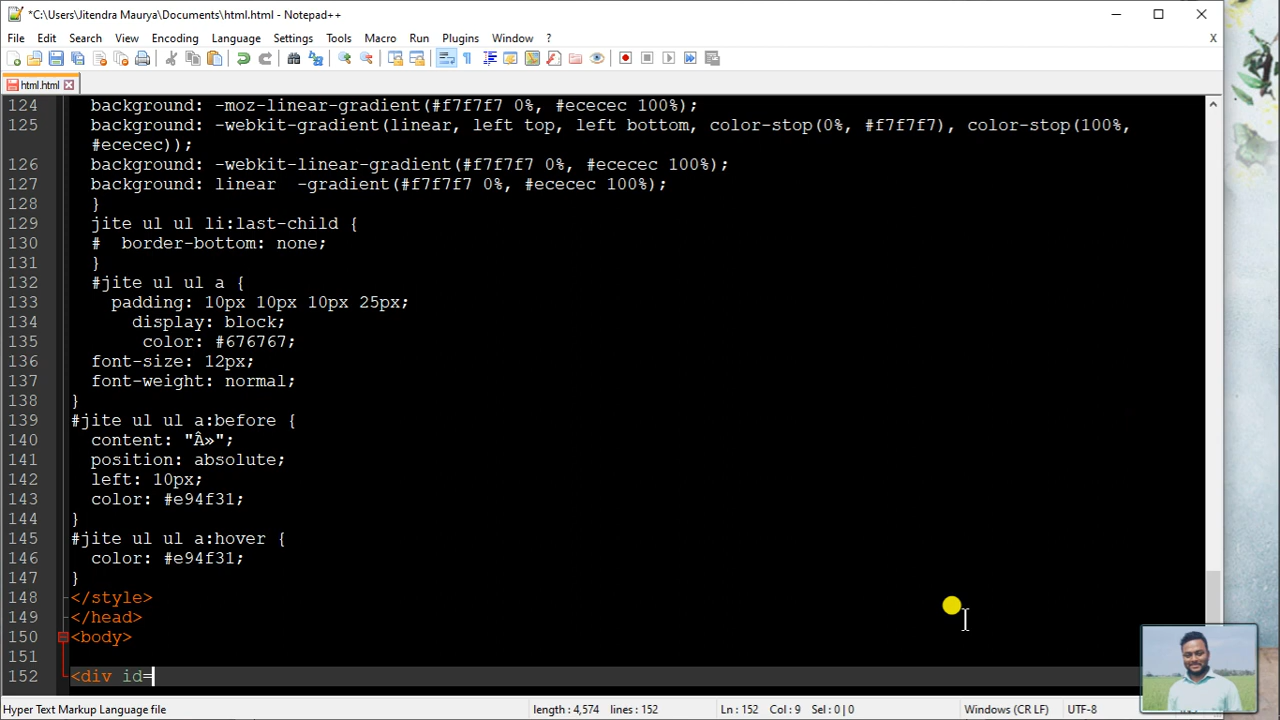 *C:\Users\Jitendra Maurya\Documents\html.html - Notepad++
File Edit Search View Encoding Language Settings Tools Macro Run Plugins Window ? X
html.html
124 background: -moz-linear-gradient(#f7f7f7 0%, #ececec 100%);
125 background: -webkit-gradient(linear, left top, left bottom, color-stop(0%, #f7f7f7), color-stop(100%,
#ececec));
126 background: -webkit-linear-gradient(#f7f7f7 0%, #ececec 100%);
127 background: linear  -gradient(#f7f7f7 0%, #ececec 100%);
128 }
129 jite ul ul li:last-child {
130 #  border-bottom: none;
131 }
132 #jite ul ul a {
133 padding: 10px 10px 10px 25px;
134 display: block;
135 color: #676767;
136 font-size: 12px;
137 font-weight: normal;
138 }
139 #jite ul ul a:before {
140 content: "Â»";
141 position: absolute;
142 left: 10px;
143 color: #e94f31;
144 }
145 #jite ul ul a:hover {
146 color: #e94f31;
147 }
148 </style>
149 </head>
150 <body>
151
152 <div id=
Hyper Text Markup Language file length : 4,574 lines : 152 Ln : 152 Col : 9 Sel : 0 | 0 Windows (CR LF) UTF-8